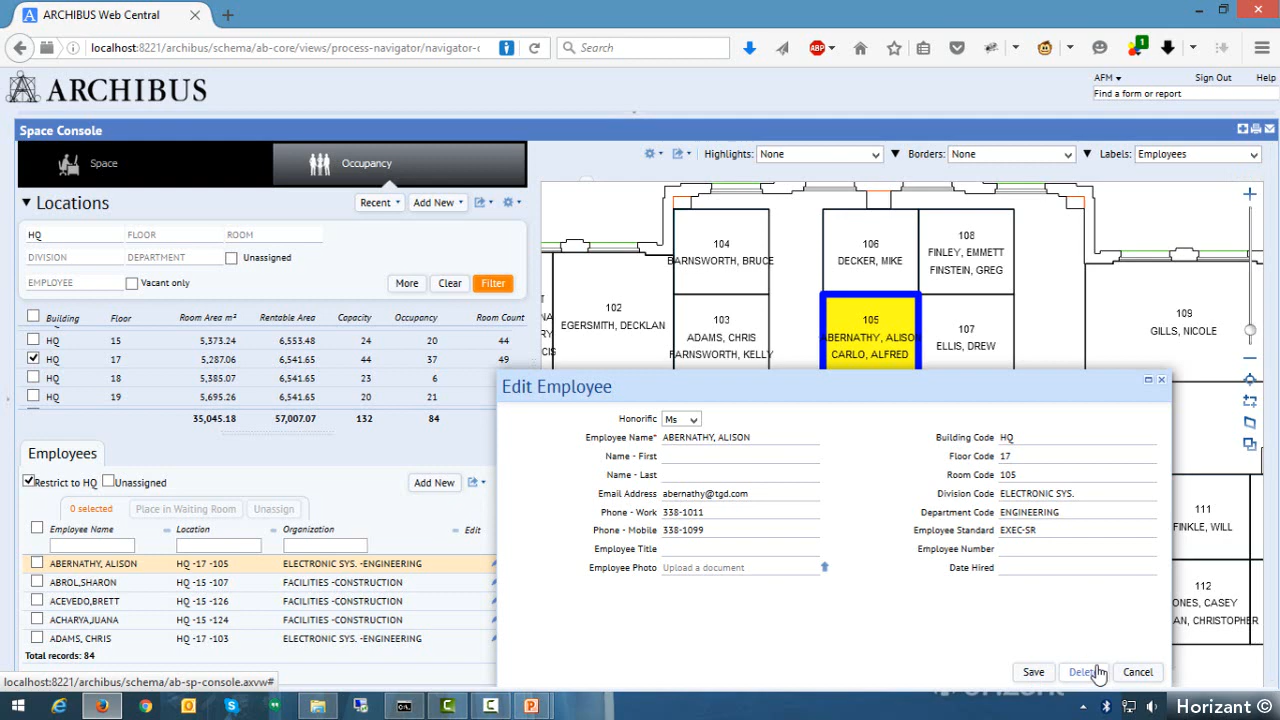 ARCHIBUS Web Central
localhost:8221/archibus/schema/ab-core/views/process-navigator/navigator-
Search
ABP
1
ARCHIBUS
AFM
Sign Out
Help
Find a form or report
Space Console
Space
Occupancy
Highlights: None
Borders: None
Labels: Employees
Locations
Recent
Add New
HQ
FLOOR
ROOM
DIVISION
DEPARTMENT
Unassigned
EMPLOYEE
Vacant only
More
Clear
Filter
Building Floor Room Area m² Rentable Area Capacity Occupancy Room Count
HQ 15 5,373.24 6,553.48 24 20 44
HQ 17 5,287.06 6,541.65 44 37 49
HQ 18 5,385.07 6,541.65 23 6
HQ 19 5,695.26 6,541.65 20 21
35,045.18 57,007.07 132 84
Employees
Restrict to HQ
Unassigned
Add New
0 selected
Place in Waiting Room
Unassign
Employee Name Location Organization Edit
ABERNATHY, ALISON HQ -17 -105 ELECTRONIC SYS. -ENGINEERING
ABROL,SHARON HQ -15 -107 FACILITIES -CONSTRUCTION
ACEVEDO,BRETT HQ -15 -126 FACILITIES -CONSTRUCTION
ACHARYA,JUANA HQ -15 -124 FACILITIES -CONSTRUCTION
ADAMS, CHRIS HQ -17 -103 ELECTRONIC SYS. -ENGINEERING
Total records: 84
localhost:8221/archibus/schema/ab-sp-console.axvw#
104
BARNSWORTH, BRUCE
106
DECKER, MIKE
108
FINLEY, EMMETT
FINSTEIN, GREG
102
EGERSMITH, DECKLAN
103
ADAMS, CHRIS
FARNSWORTH, KELLY
105
ABERNATHY, ALISON
CARLO, ALFRED
107
ELLIS, DREW
109
GILLS, NICOLE
111
FINKLE, WILL
112
ONES, CASEY
AN, CHRISTOPHER
Edit Employee
Honorific Ms
Employee Name* ABERNATHY, ALISON
Name - First
Name - Last
Email Address abernathy@tgd.com
Phone - Work 338-1011
Phone - Mobile 338-1099
Employee Title
Employee Photo Upload a document
Building Code HQ
Floor Code 17
Room Code 105
Division Code ELECTRONIC SYS.
Department Code ENGINEERING
Employee Standard EXEC-SR
Employee Number
Date Hired
Save
Delet
Cancel
Horizant ©